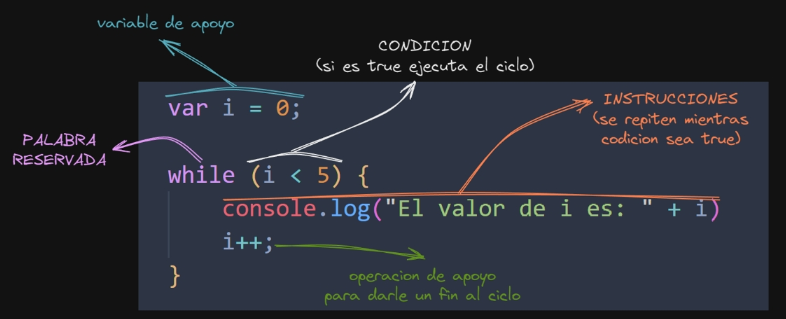 variable de apoyo
CONDICION
(si es true ejecuta el ciclo)
var i = 0;
INSTRUCCIONES
(se repiten mientras
codicion sea true)
PALABRA
RESERVADA
while (i < 5) {
console.log("El valor de i es: " + i)
i++;
operacion de apoyo
para darle un fin al ciclo
}